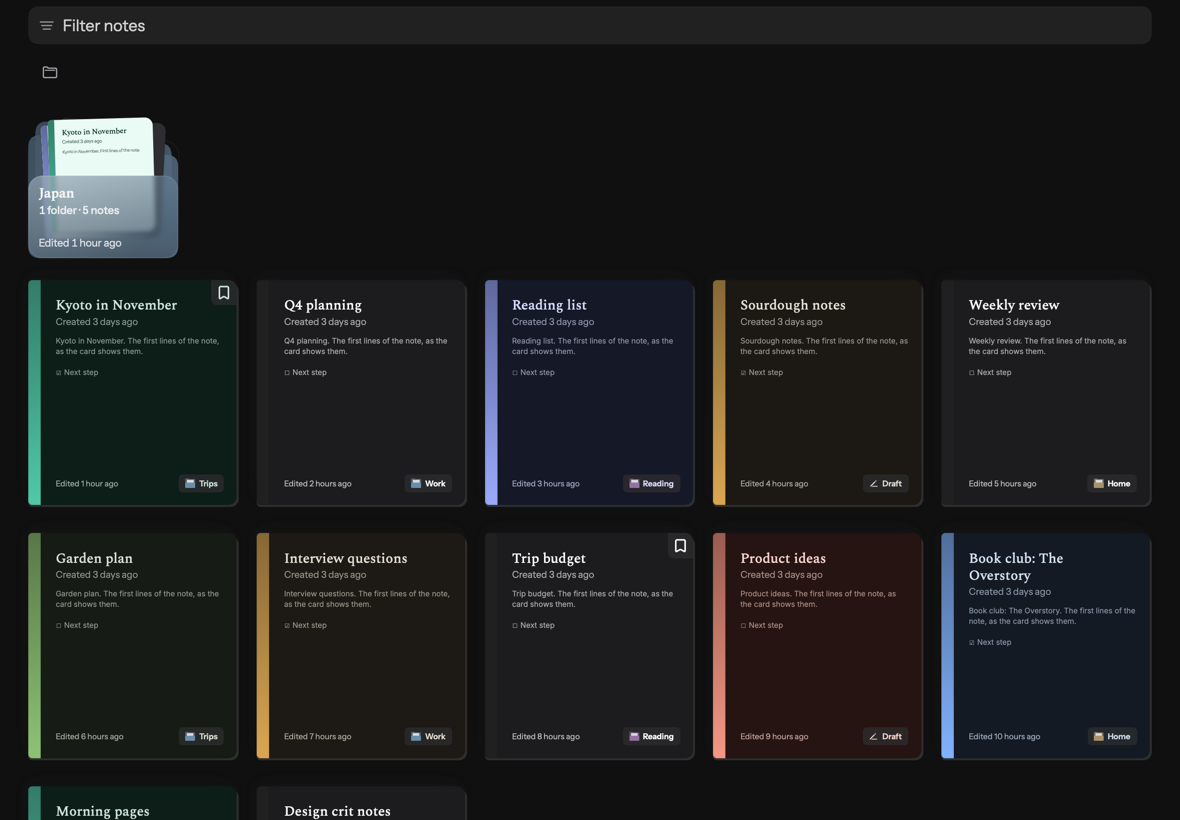 Filter notes
Kyoto in November
Created 3 days ago
Kyoto in November. First lines of the note.
Japan
1 folder · 5 notes
Edited 1 hour ago
Kyoto in November
Created 3 days ago
Kyoto in November. The first lines of the note,
as the card shows them.
☑ Next step
Edited 1 hour ago
Trips
Q4 planning
Created 3 days ago
Q4 planning. The first lines of the note, as the
card shows them.
☐ Next step
Edited 2 hours ago
Work
Reading list
Created 3 days ago
Reading list. The first lines of the note, as the
card shows them.
☐ Next step
Edited 3 hours ago
Reading
Sourdough notes
Created 3 days ago
Sourdough notes. The first lines of the note, as
the card shows them.
☑ Next step
Edited 4 hours ago
Draft
Weekly review
Created 3 days ago
Weekly review. The first lines of the note, as
the card shows them.
☐ Next step
Edited 5 hours ago
Home
Garden plan
Created 3 days ago
Garden plan. The first lines of the note, as the
card shows them.
☐ Next step
Edited 6 hours ago
Trips
Interview questions
Created 3 days ago
Interview questions. The first lines of the note,
as the card shows them.
☑ Next step
Edited 7 hours ago
Work
Trip budget
Created 3 days ago
Trip budget. The first lines of the note, as the
card shows them.
☐ Next step
Edited 8 hours ago
Reading
Product ideas
Created 3 days ago
Product ideas. The first lines of the note, as
the card shows them.
☐ Next step
Edited 9 hours ago
Draft
Book club: The
Overstory
Created 3 days ago
Book club: The Overstory. The first lines of the
note, as the card shows them.
☑ Next step
Edited 10 hours ago
Home
Morning pages
Design crit notes